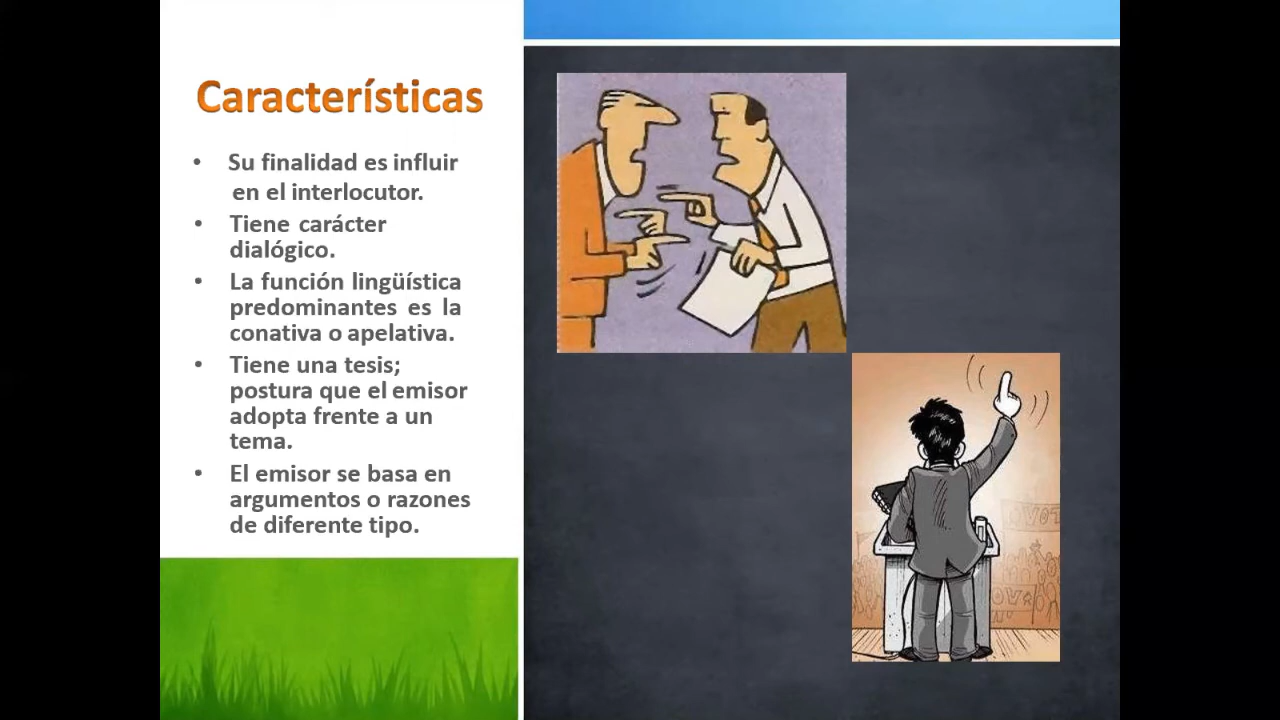 Características
• Su finalidad es influir
en el interlocutor.
• Tiene carácter
dialógico.
• La función lingüística
predominantes es la
conativa o apelativa.
• Tiene una tesis;
postura que el emisor
adopta frente a un
tema.
• El emisor se basa en
argumentos o razones
de diferente tipo.